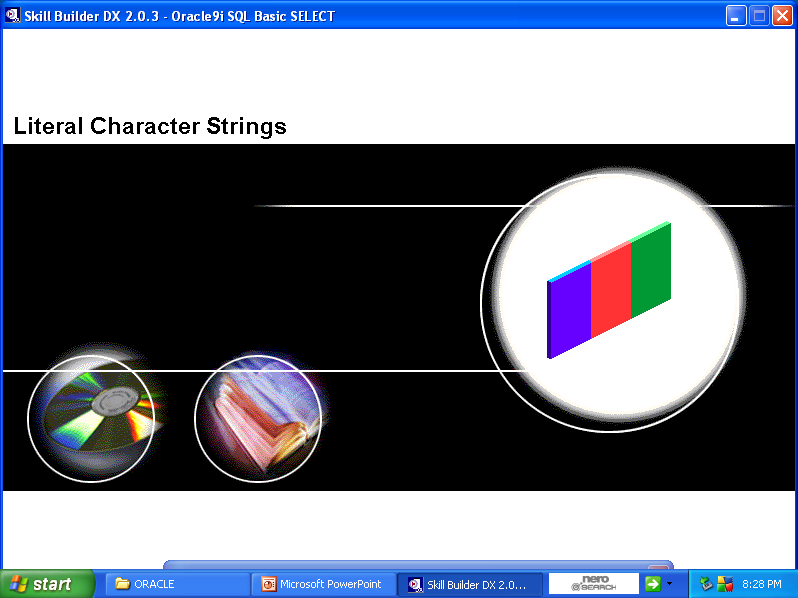 Skill Builder DX 2.0.3 - Oracle9i SQL Basic SELECT
Literal Character Strings
start
ORACLE
Microsoft PowerPoint
Skill Builder DX 2.0...
nero
@SEARCH
8:28 PM